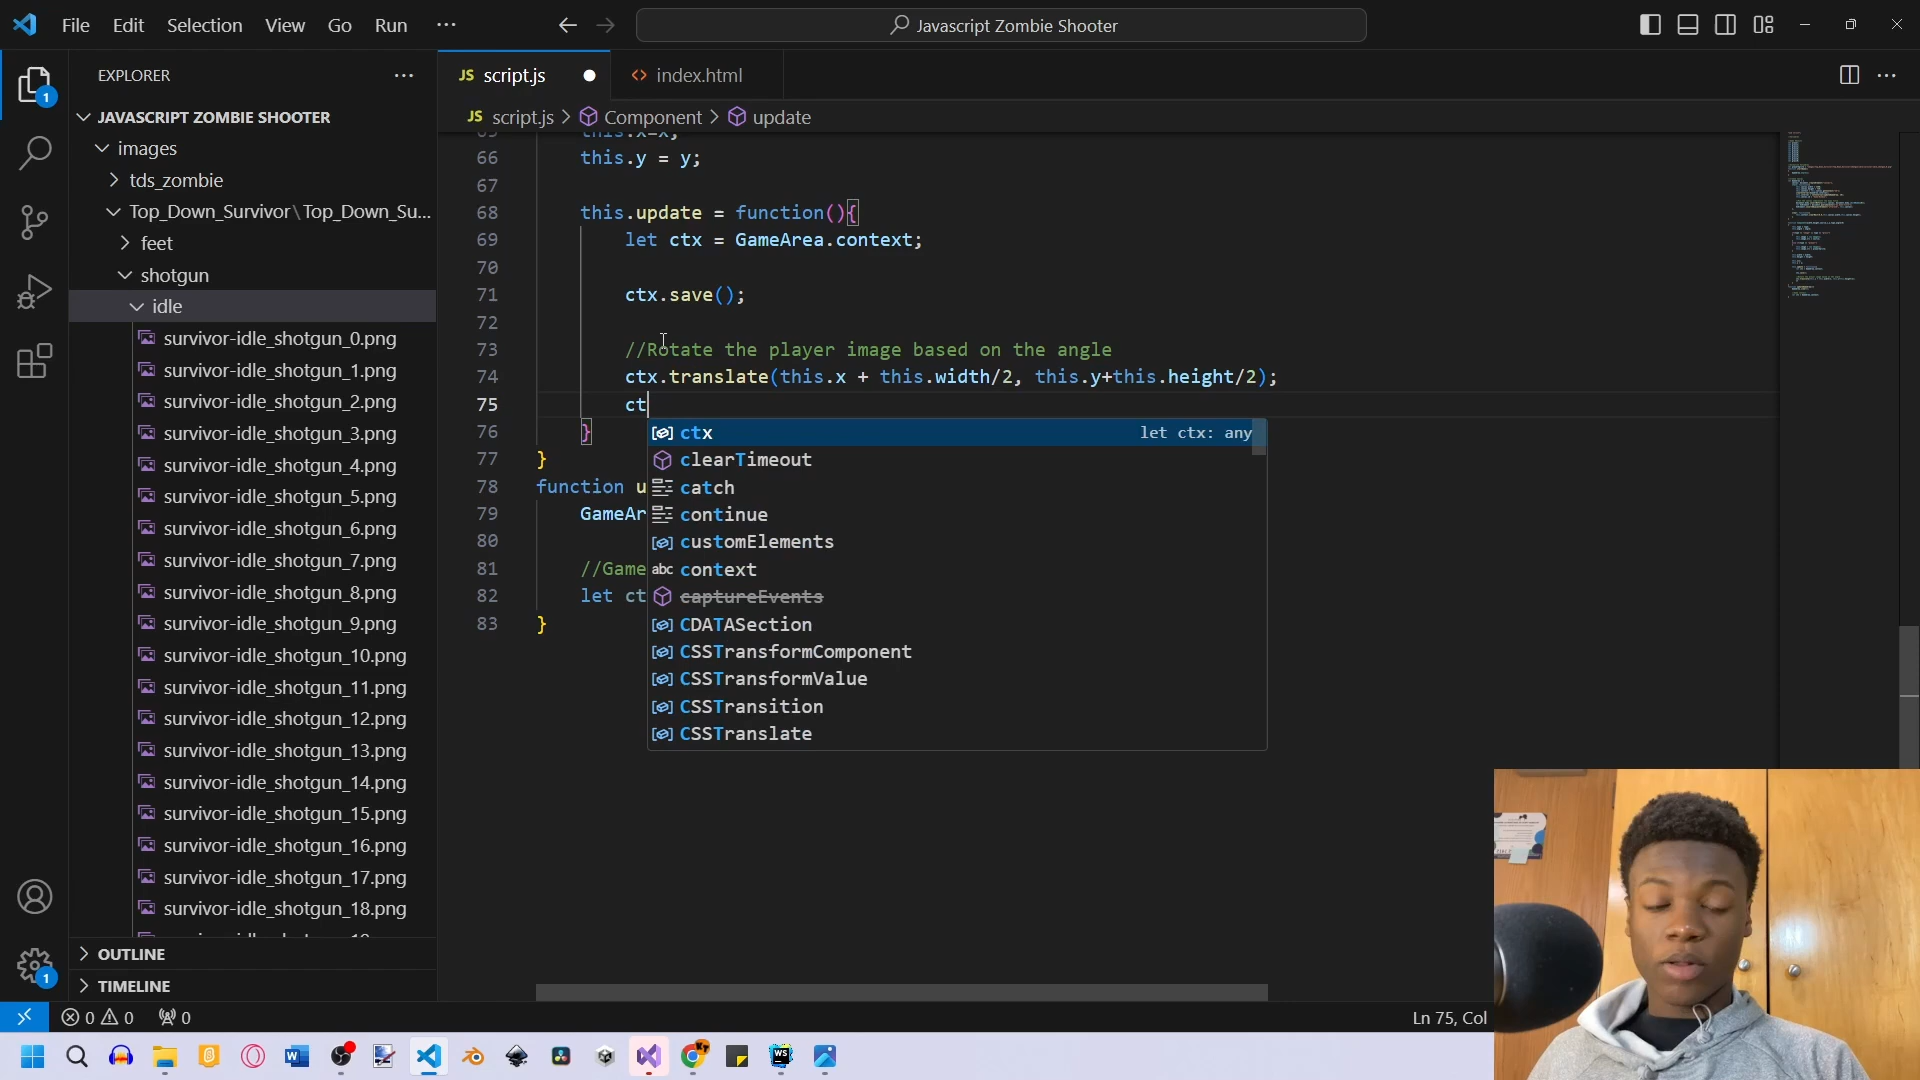 File Edit Selection View Go Run ···
Javascript Zombie Shooter
EXPLORER
JAVASCRIPT ZOMBIE SHOOTER
images
tds_zombie
Top_Down_Survivor\Top_Down_Su...
feet
shotgun
idle
survivor-idle_shotgun_0.png
survivor-idle_shotgun_1.png
survivor-idle_shotgun_2.png
survivor-idle_shotgun_3.png
survivor-idle_shotgun_4.png
survivor-idle_shotgun_5.png
survivor-idle_shotgun_6.png
survivor-idle_shotgun_7.png
survivor-idle_shotgun_8.png
survivor-idle_shotgun_9.png
survivor-idle_shotgun_10.png
survivor-idle_shotgun_11.png
survivor-idle_shotgun_12.png
survivor-idle_shotgun_13.png
survivor-idle_shotgun_14.png
survivor-idle_shotgun_15.png
survivor-idle_shotgun_16.png
survivor-idle_shotgun_17.png
survivor-idle_shotgun_18.png
OUTLINE
TIMELINE
JS script.js
index.html
JS script.js > Component > update
65 this.x=x;
66 this.y = y;
67
68 this.update = function(){
69 let ctx = GameArea.context;
70
71 ctx.save();
72
73 //Rotate the player image based on the angle
74 ctx.translate(this.x + this.width/2, this.y+this.height/2);
75 ct
76 }
77 }
78 function u
79 GameAr
80
81 //Game
82 let ct
83 }
ctx let ctx: any
clearTimeout
catch
continue
customElements
abc context
captureEvents
CDATASection
CSSTransformComponent
CSSTransformValue
CSSTransition
CSSTranslate
1
1
0 0 0
Ln 75, Col
W
WS